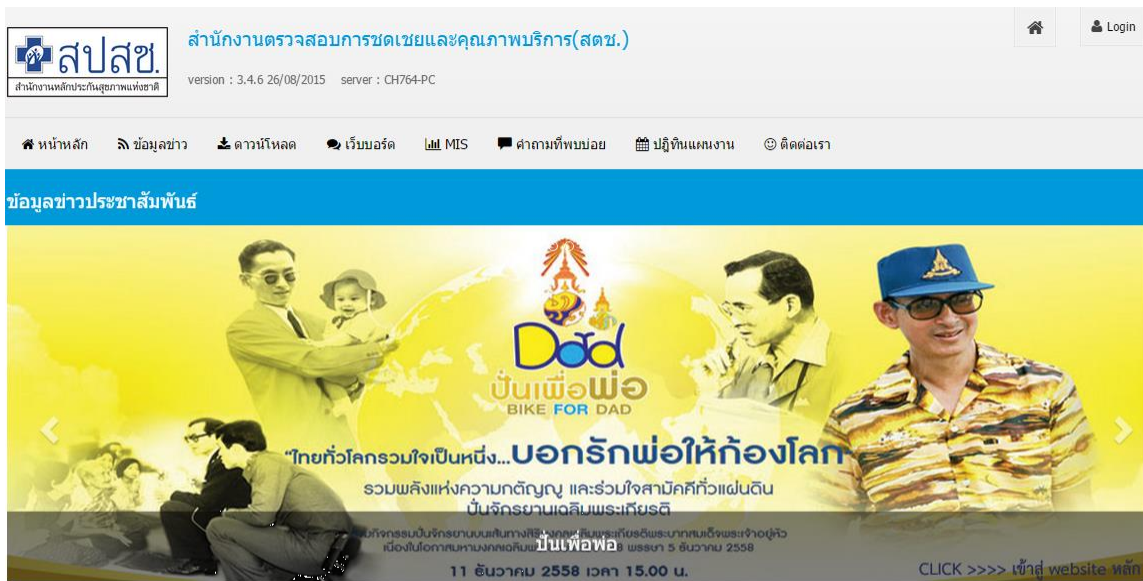 สปสช.
สำนักงานหลักประกันสุขภาพแห่งชาติ
สำนักงานตรวจสอบการชดเชยและคุณภาพบริการ(สตช.)
version : 3.4.6 26/08/2015 server : CH764-PC
Login
หน้าหลัก ข้อมูลข่าว ดาวน์โหลด เว็บบอร์ด MIS คำถามที่พบบ่อย ปฎิทินแผนงาน ติดต่อเรา
ข้อมูลข่าวประชาสัมพันธ์
Dad
ปั่นเพื่อพ่อ
BIKE FOR DAD
"ไทยทั่วโลกรวมใจเป็นหนึ่ง...บอกรักพ่อให้ก้องโลก
รวมพลังแห่งความกตัญญู และร่วมใจสามัคคีทั่วแผ่นดิน
ปั่นจักรยานเฉลิมพระเกียรติ
ปั่นเพื่อพ่อ
พรรษา 5 ธันวาคม 2558
11 ธันวาคม 2558 เวลา 15.00 น.
CLICK >>>> เข้าสู่ website หลัก